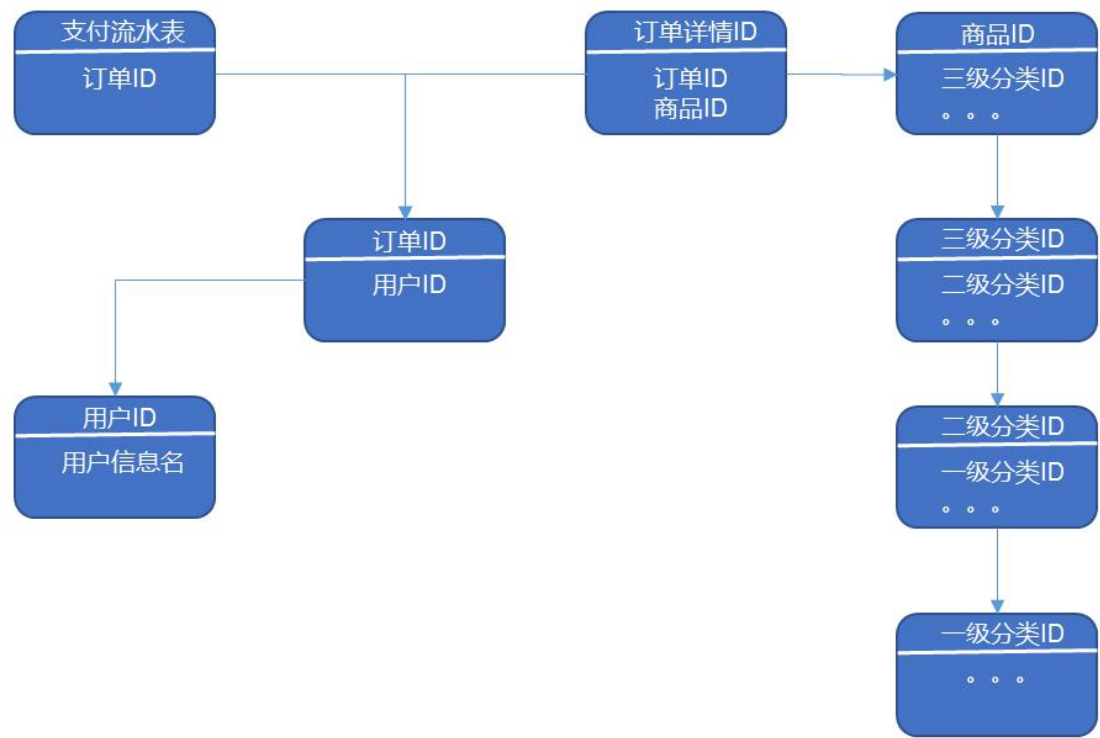 支付流水表
订单ID
订单详情ID
订单ID
商品ID
商品ID
三级分类ID
。。。
订单ID
用户ID
三级分类ID
二级分类ID
。。。
用户ID
用户信息名
二级分类ID
一级分类ID
。。。
一级分类ID
。。。